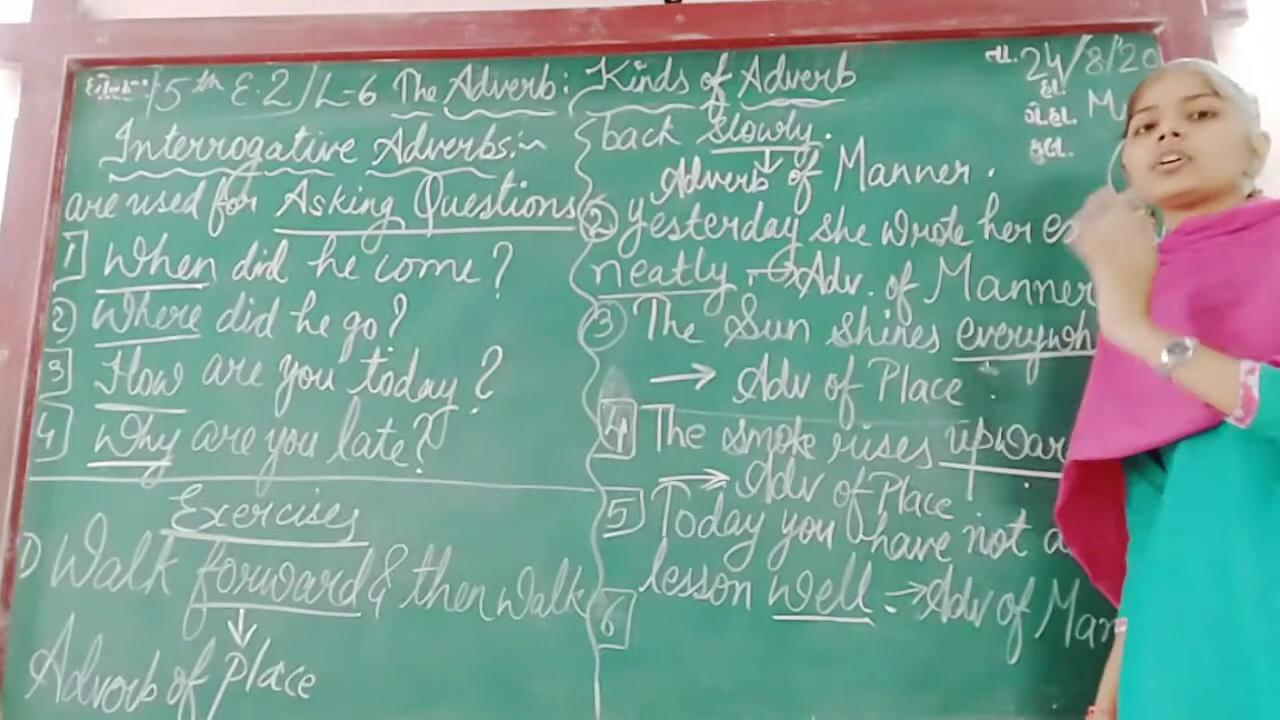 5th E.2 / L-6 The Adverb: Kinds of Adverb
Interrogative Adverbs:~
are used for Asking Questions
1] When did he come?
2) Where did he go?
3] How are you today?
4] Why are you late?
Exercises
1) Walk forward & then walk
↓
Adverb of place
back slowly.
↓
Adverb of Manner.
② yesterday she wrote her
neatly → Adv. of Manner
③ The Sun shines everywh
→ Adv of Place
4 The smoke rises upwar
→ Adv of Place
5 Today you have not
lesson well. → Adv of Man
6
તા. 24/8/20
M